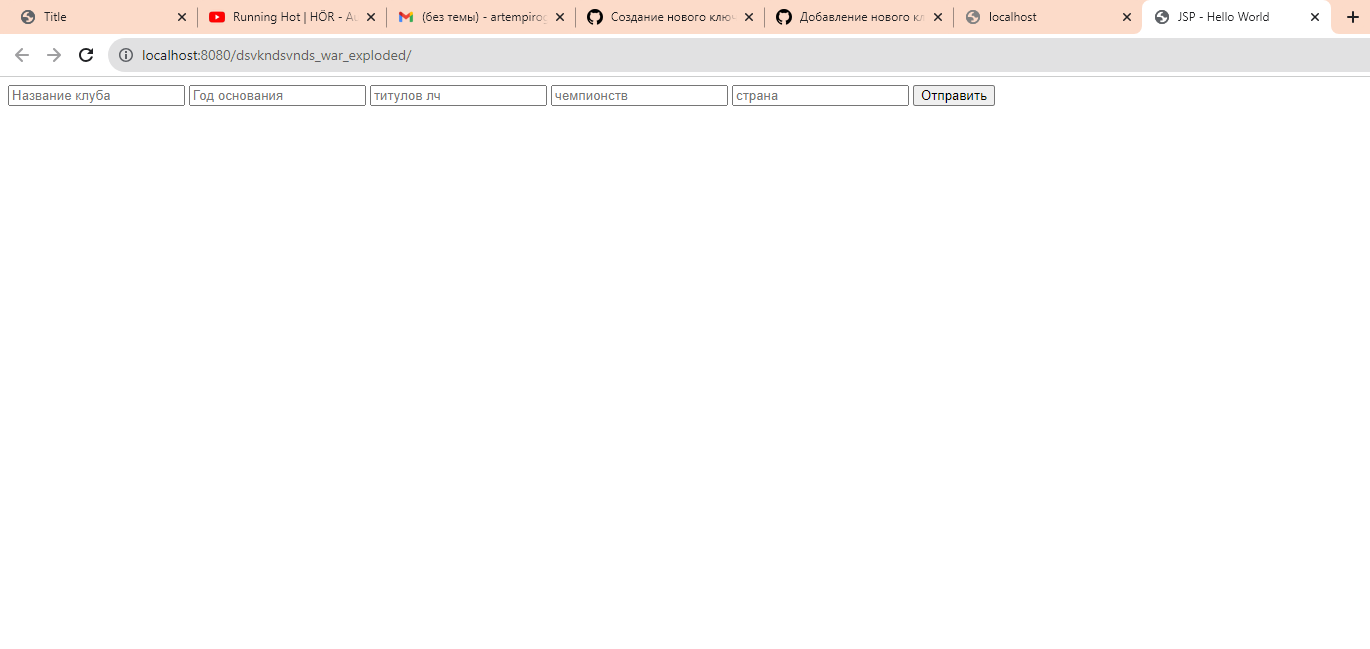 Title Running Hot | HÖR - Au (без темы) - artempirog Создание нового ключ Добавление нового кл localhost JSP - Hello World
localhost:8080/dsvkndsvnds_war_exploded/
Название клуба Год основания титулов лч чемпионств страна Отправить